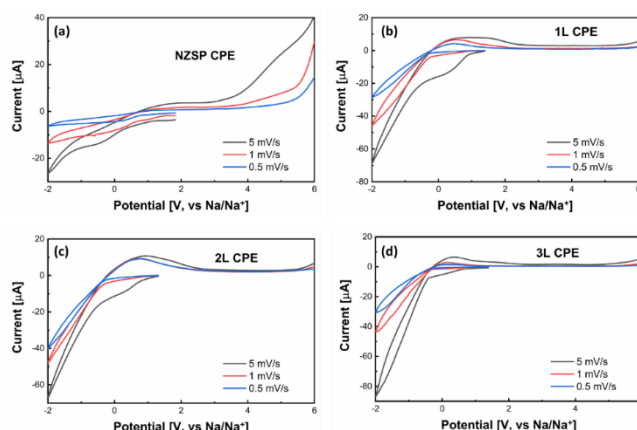 (a)
NZSP CPE
40
20
0
-20
Current [µA]
5 mV/s
1 mV/s
0.5 mV/s
-2 0 2 4 6
Potential [V, vs Na/Na⁺]
(b)
1L CPE
20
0
-20
-40
-60
-80
Current [µA]
5 mV/s
1 mV/s
0.5 mV/s
-2 0 2 4 6
Potential [V, vs Na/Na⁺]
(c)
2L CPE
20
0
-20
-40
-60
Current [µA]
5 mV/s
1 mV/s
0.5 mV/s
-2 0 2 4 6
Potential [V, vs Na/Na⁺]
(d)
3L CPE
20
0
-20
-40
-60
-80
Current [µA]
5 mV/s
1 mV/s
0.5 mV/s
-2 0 2 4 6
Potential [V, vs Na/Na⁺]